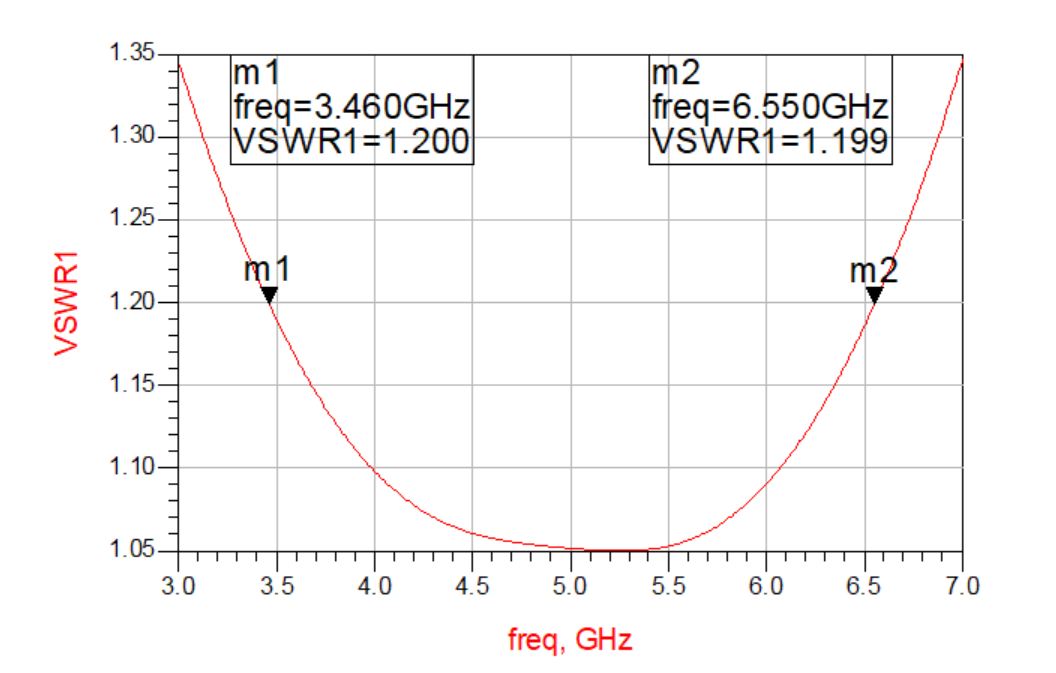 m1
freq=3.460GHz
VSWR1=1.200
m2
freq=6.550GHz
VSWR1=1.199
1.35
1.30
1.25
1.20
1.15
1.10
1.05
VSWR1
m1
m2
3.0 3.5 4.0 4.5 5.0 5.5 6.0 6.5 7.0
freq, GHz